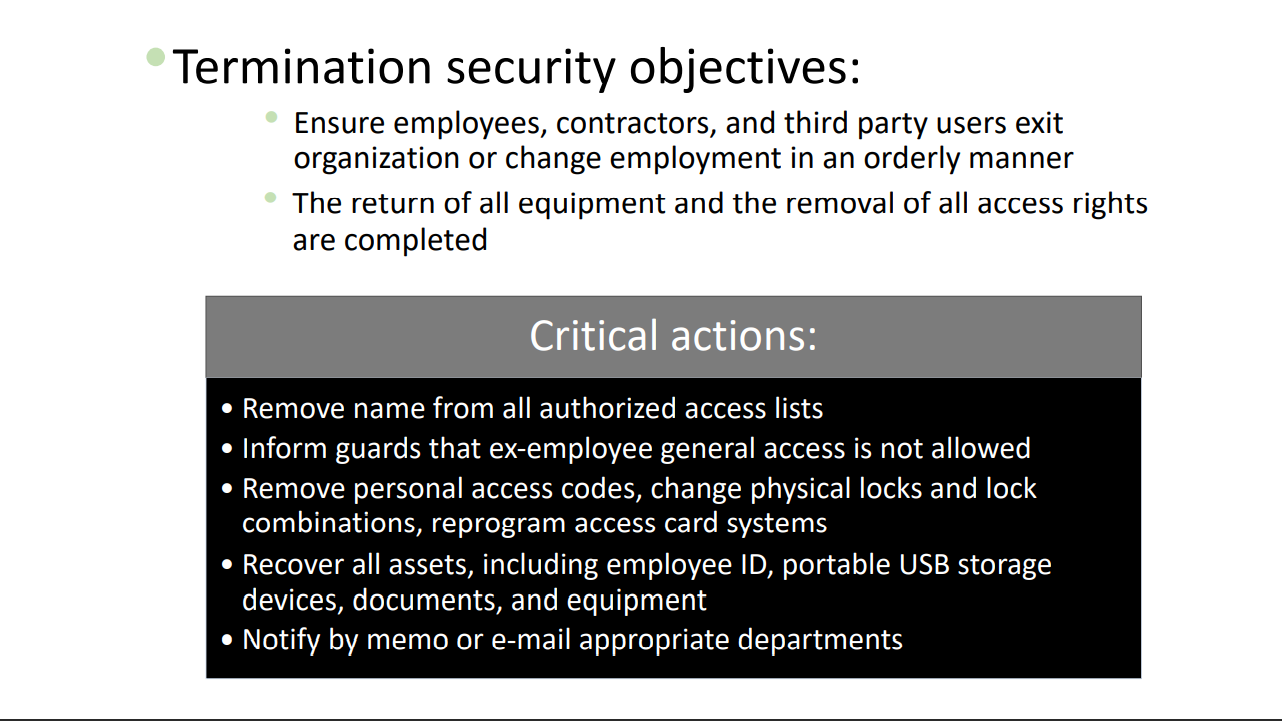 • Termination security objectives:
• Ensure employees, contractors, and third party users exit
organization or change employment in an orderly manner
• The return of all equipment and the removal of all access rights
are completed
Critical actions:
• Remove name from all authorized access lists
• Inform guards that ex-employee general access is not allowed
• Remove personal access codes, change physical locks and lock
combinations, reprogram access card systems
• Recover all assets, including employee ID, portable USB storage
devices, documents, and equipment
• Notify by memo or e-mail appropriate departments